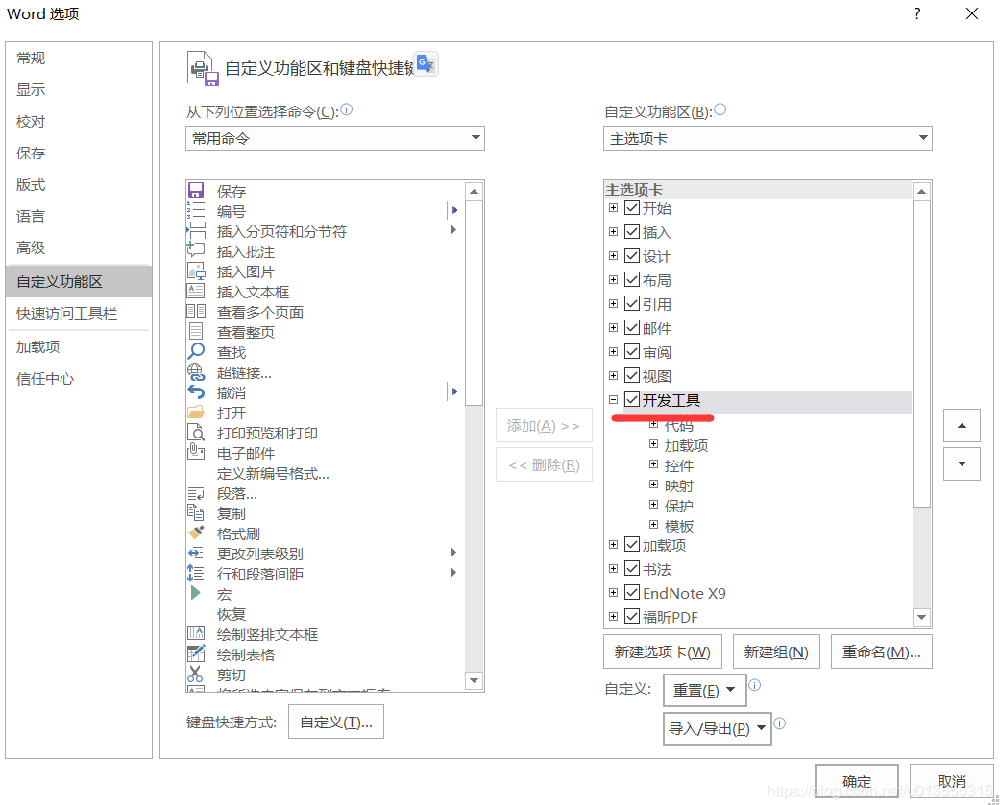 Word 选项
?
常规
显示
校对
保存
版式
语言
高级
自定义功能区
快速访问工具栏
加载项
信任中心
自定义功能区和键盘快捷键
从下列位置选择命令(C):
常用命令
保存
编号
插入分页符和分节符
插入批注
插入图片
插入文本框
查看多个页面
查看整页
查找
超链接...
撤消
打开
打印预览和打印
电子邮件
定义新编号格式...
段落...
复制
格式刷
更改列表级别
行和段落间距
宏
恢复
绘制竖排文本框
绘制表格
剪切
将所选内容保存到文本框库
键盘快捷方式:
自定义(T)...
添加(A) >>
<< 删除(R)
自定义功能区(B):
主选项卡
主选项卡
开始
插入
设计
布局
引用
邮件
审阅
视图
开发工具
代码
加载项
控件
映射
保护
模板
加载项
书法
EndNote X9
福昕PDF
新建选项卡(W)
新建组(N)
重命名(M)...
自定义:
重置(E)
导入/导出(P)
确定
取消